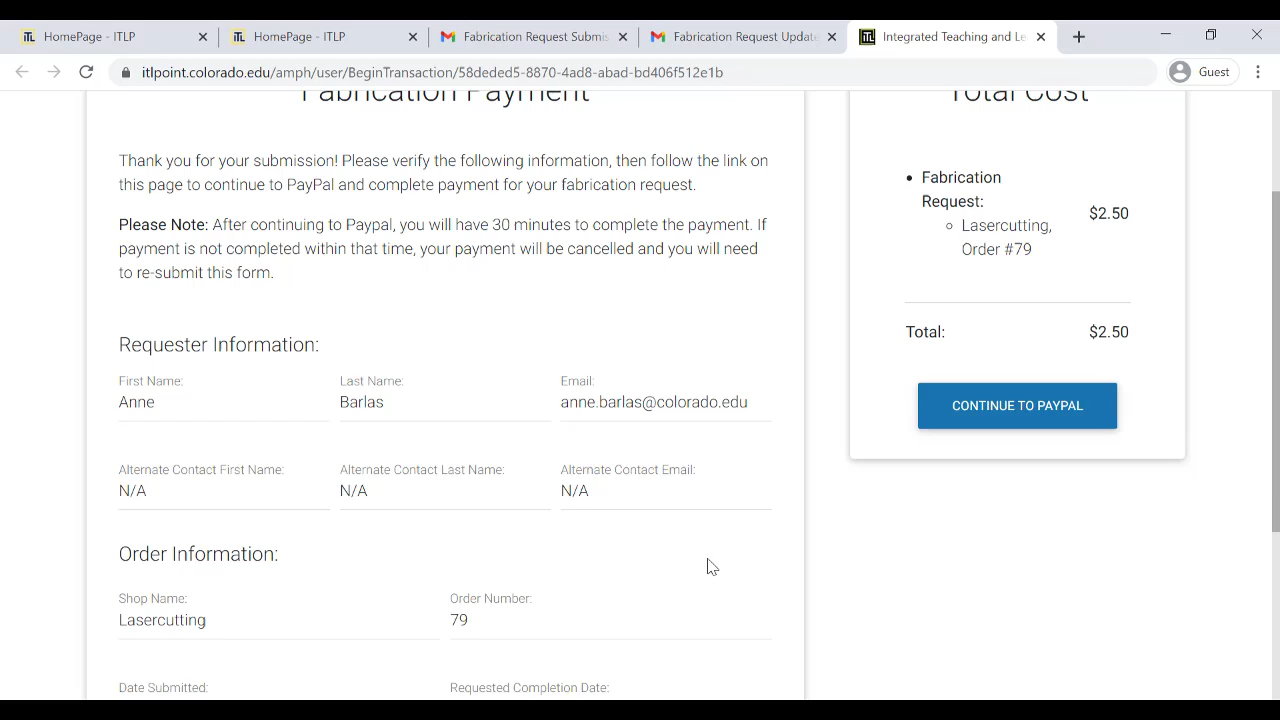 HomePage - ITLP
HomePage - ITLP
Fabrication Request Submis
Fabrication Request Update
Integrated Teaching and Le
itlpoint.colorado.edu/amph/user/BeginTransaction/58deded5-8870-4ad8-abad-bd406f512e1b
Guest
Fabrication Payment
Thank you for your submission! Please verify the following information, then follow the link on
this page to continue to PayPal and complete payment for your fabrication request.
Please Note: After continuing to Paypal, you will have 30 minutes to complete the payment. If
payment is not completed within that time, your payment will be cancelled and you will need
to re-submit this form.
Requester Information:
First Name:
Anne
Last Name:
Barlas
Email:
anne.barlas@colorado.edu
Alternate Contact First Name:
N/A
Alternate Contact Last Name:
N/A
Alternate Contact Email:
N/A
Order Information:
Shop Name:
Lasercutting
Order Number:
79
Date Submitted:
Requested Completion Date:
Total Cost
Fabrication
Request:
Lasercutting,
Order #79
$2.50
Total: $2.50
CONTINUE TO PAYPAL